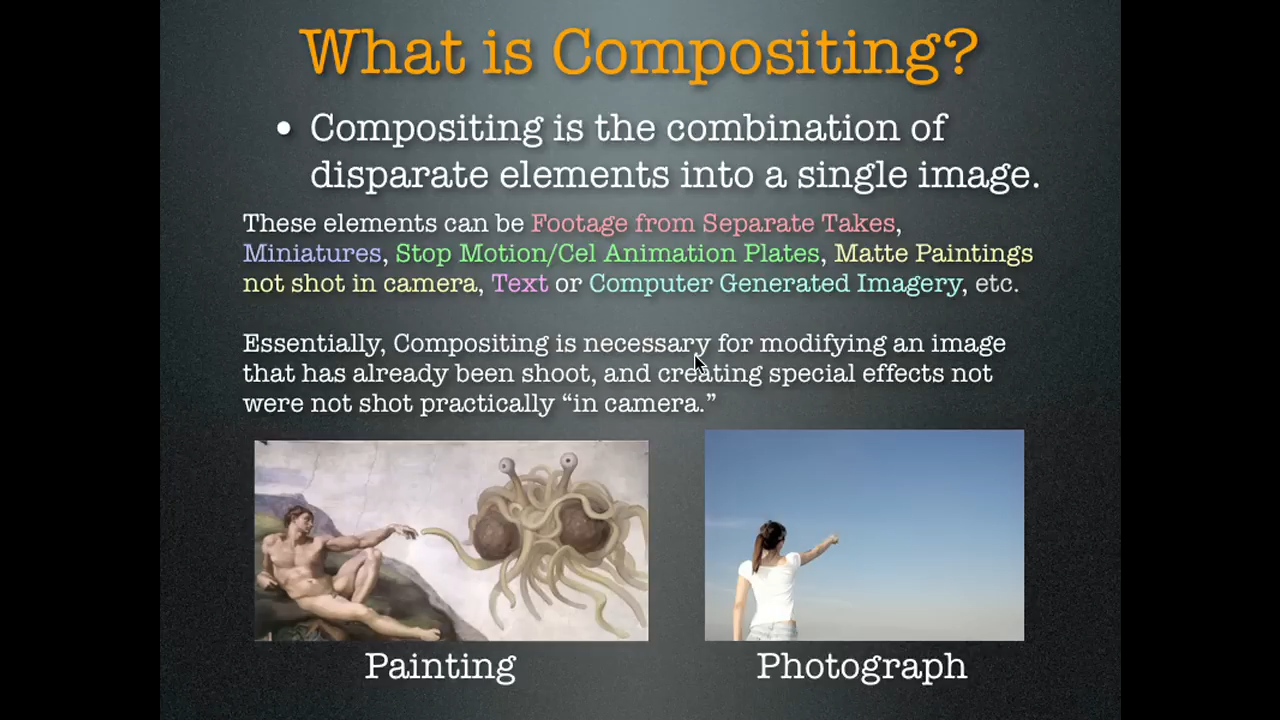 What is Compositing?
• Compositing is the combination of
disparate elements into a single image.
These elements can be Footage from Separate Takes,
Miniatures, Stop Motion/Cel Animation Plates, Matte Paintings
not shot in camera, Text or Computer Generated Imagery, etc.
Essentially, Compositing is necessary for modifying an image
that has already been shoot, and creating special effects not
were not shot practically “in camera.”
Painting
Photograph